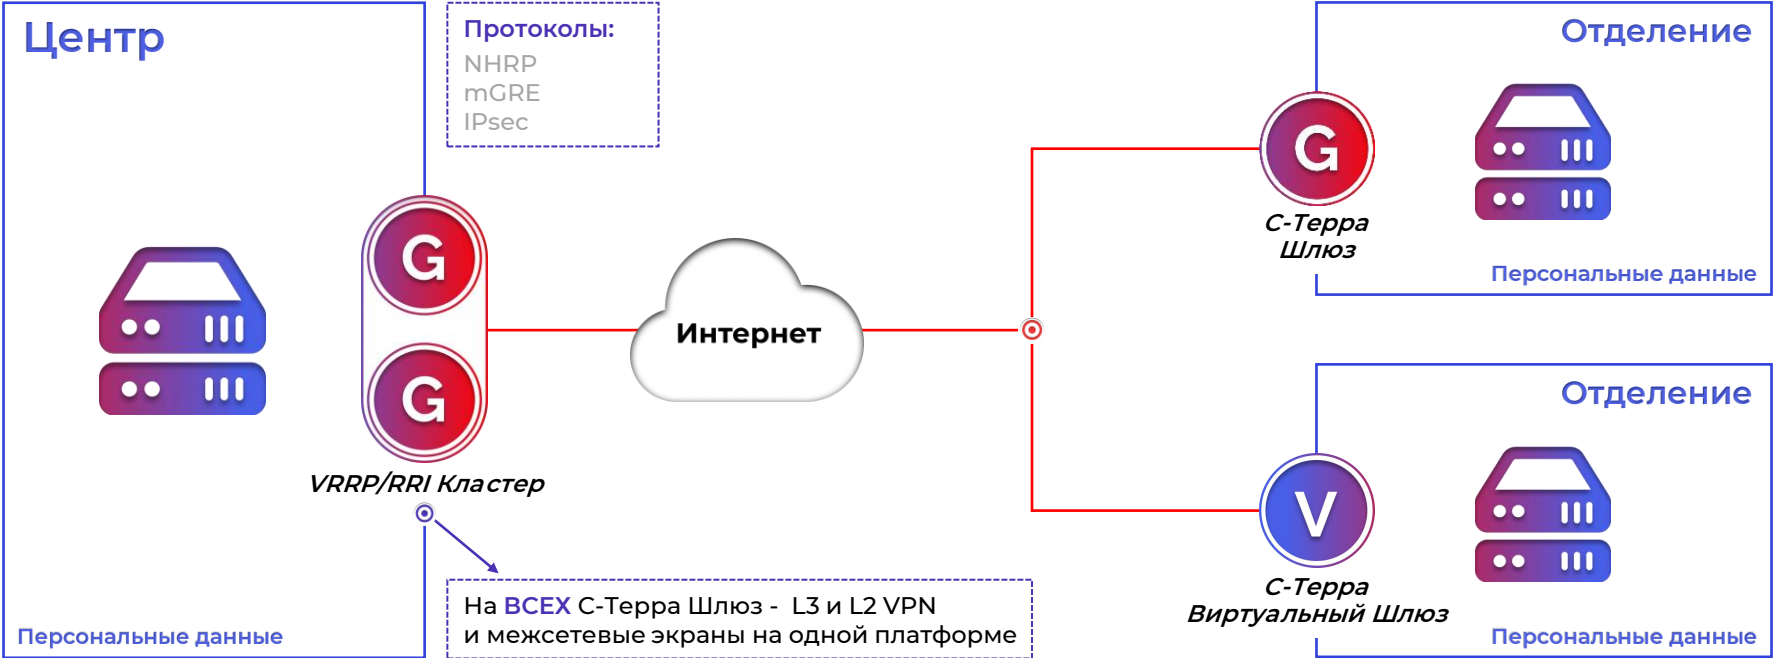 Центр
Протоколы:
NHRP
mGRE
IPsec
Отделение
G
С-Терра
Шлюз
Персональные данные
G
G
VRRP/RRI Кластер
Интернет
Отделение
V
С-Терра
Виртуальный Шлюз
Персональные данные
На ВСЕХ С-Терра Шлюз - L3 и L2 VPN
и межсетевые экраны на одной платформе
Персональные данные